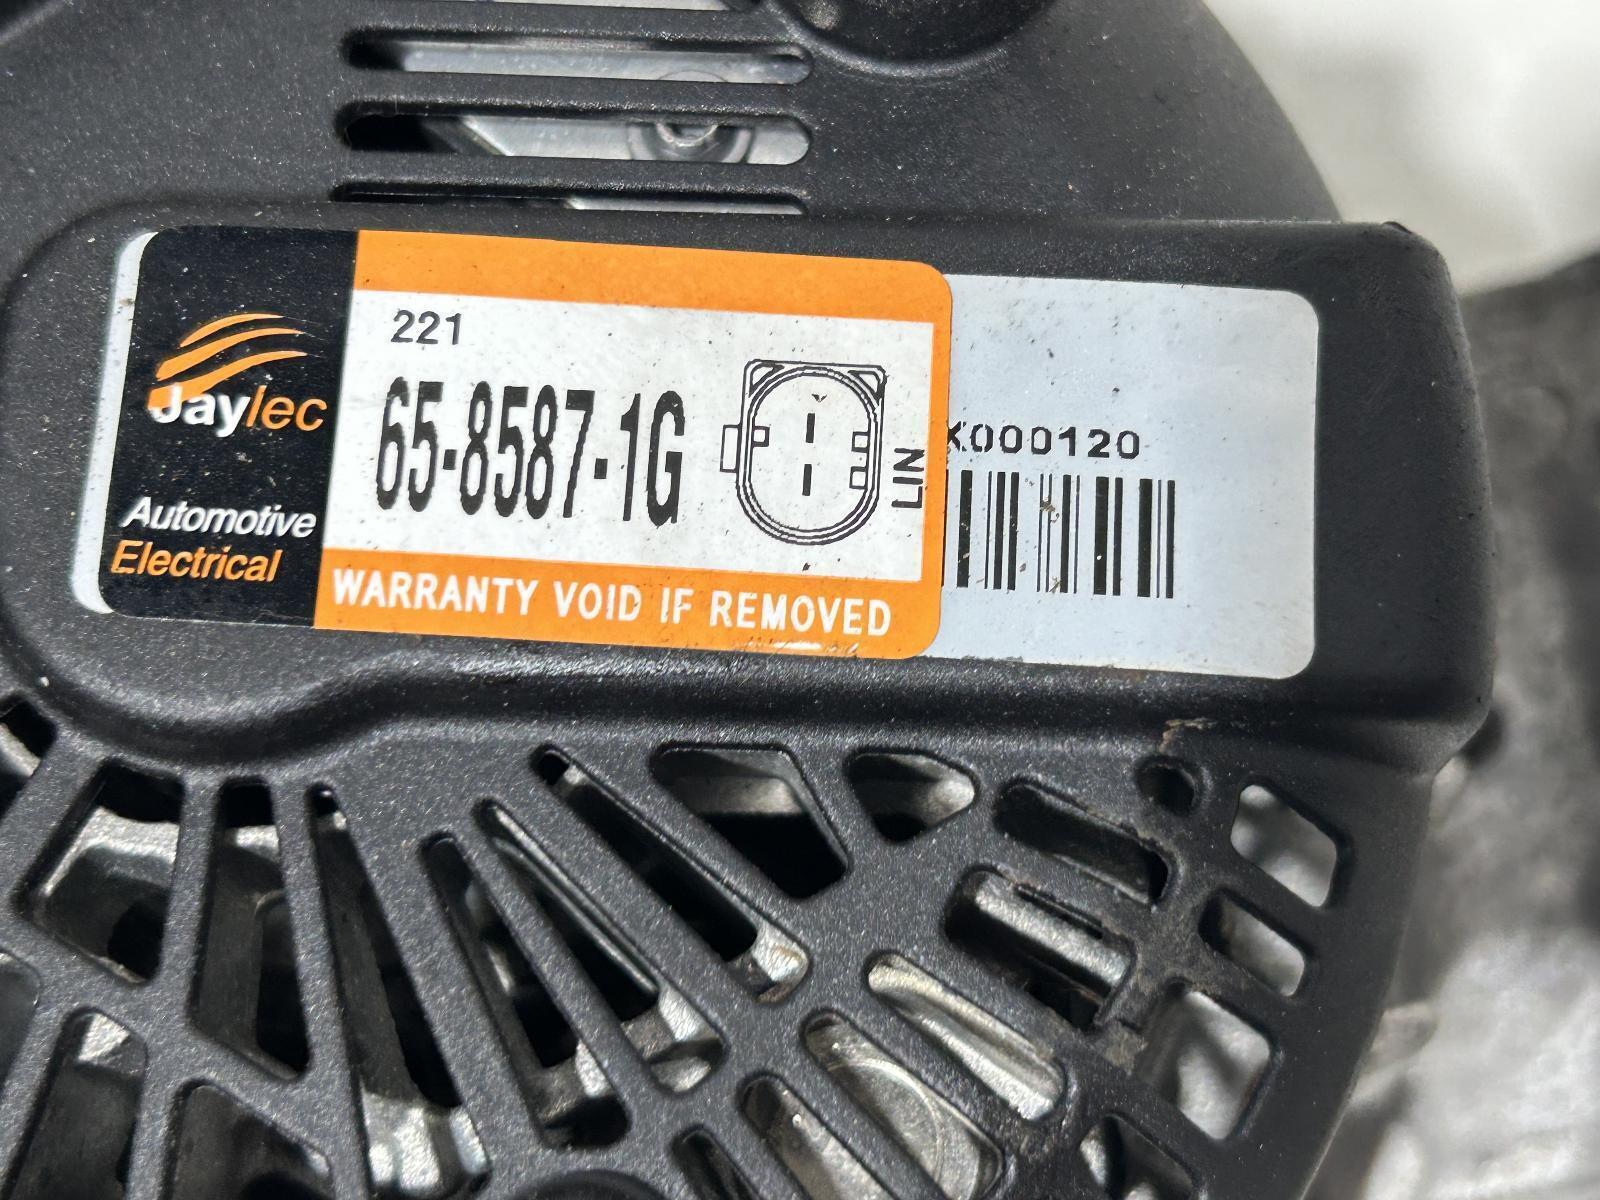 221
65-8587-1G
LIN
X000120
Jaylec
Automotive
Electrical
WARRANTY VOID IF REMOVED